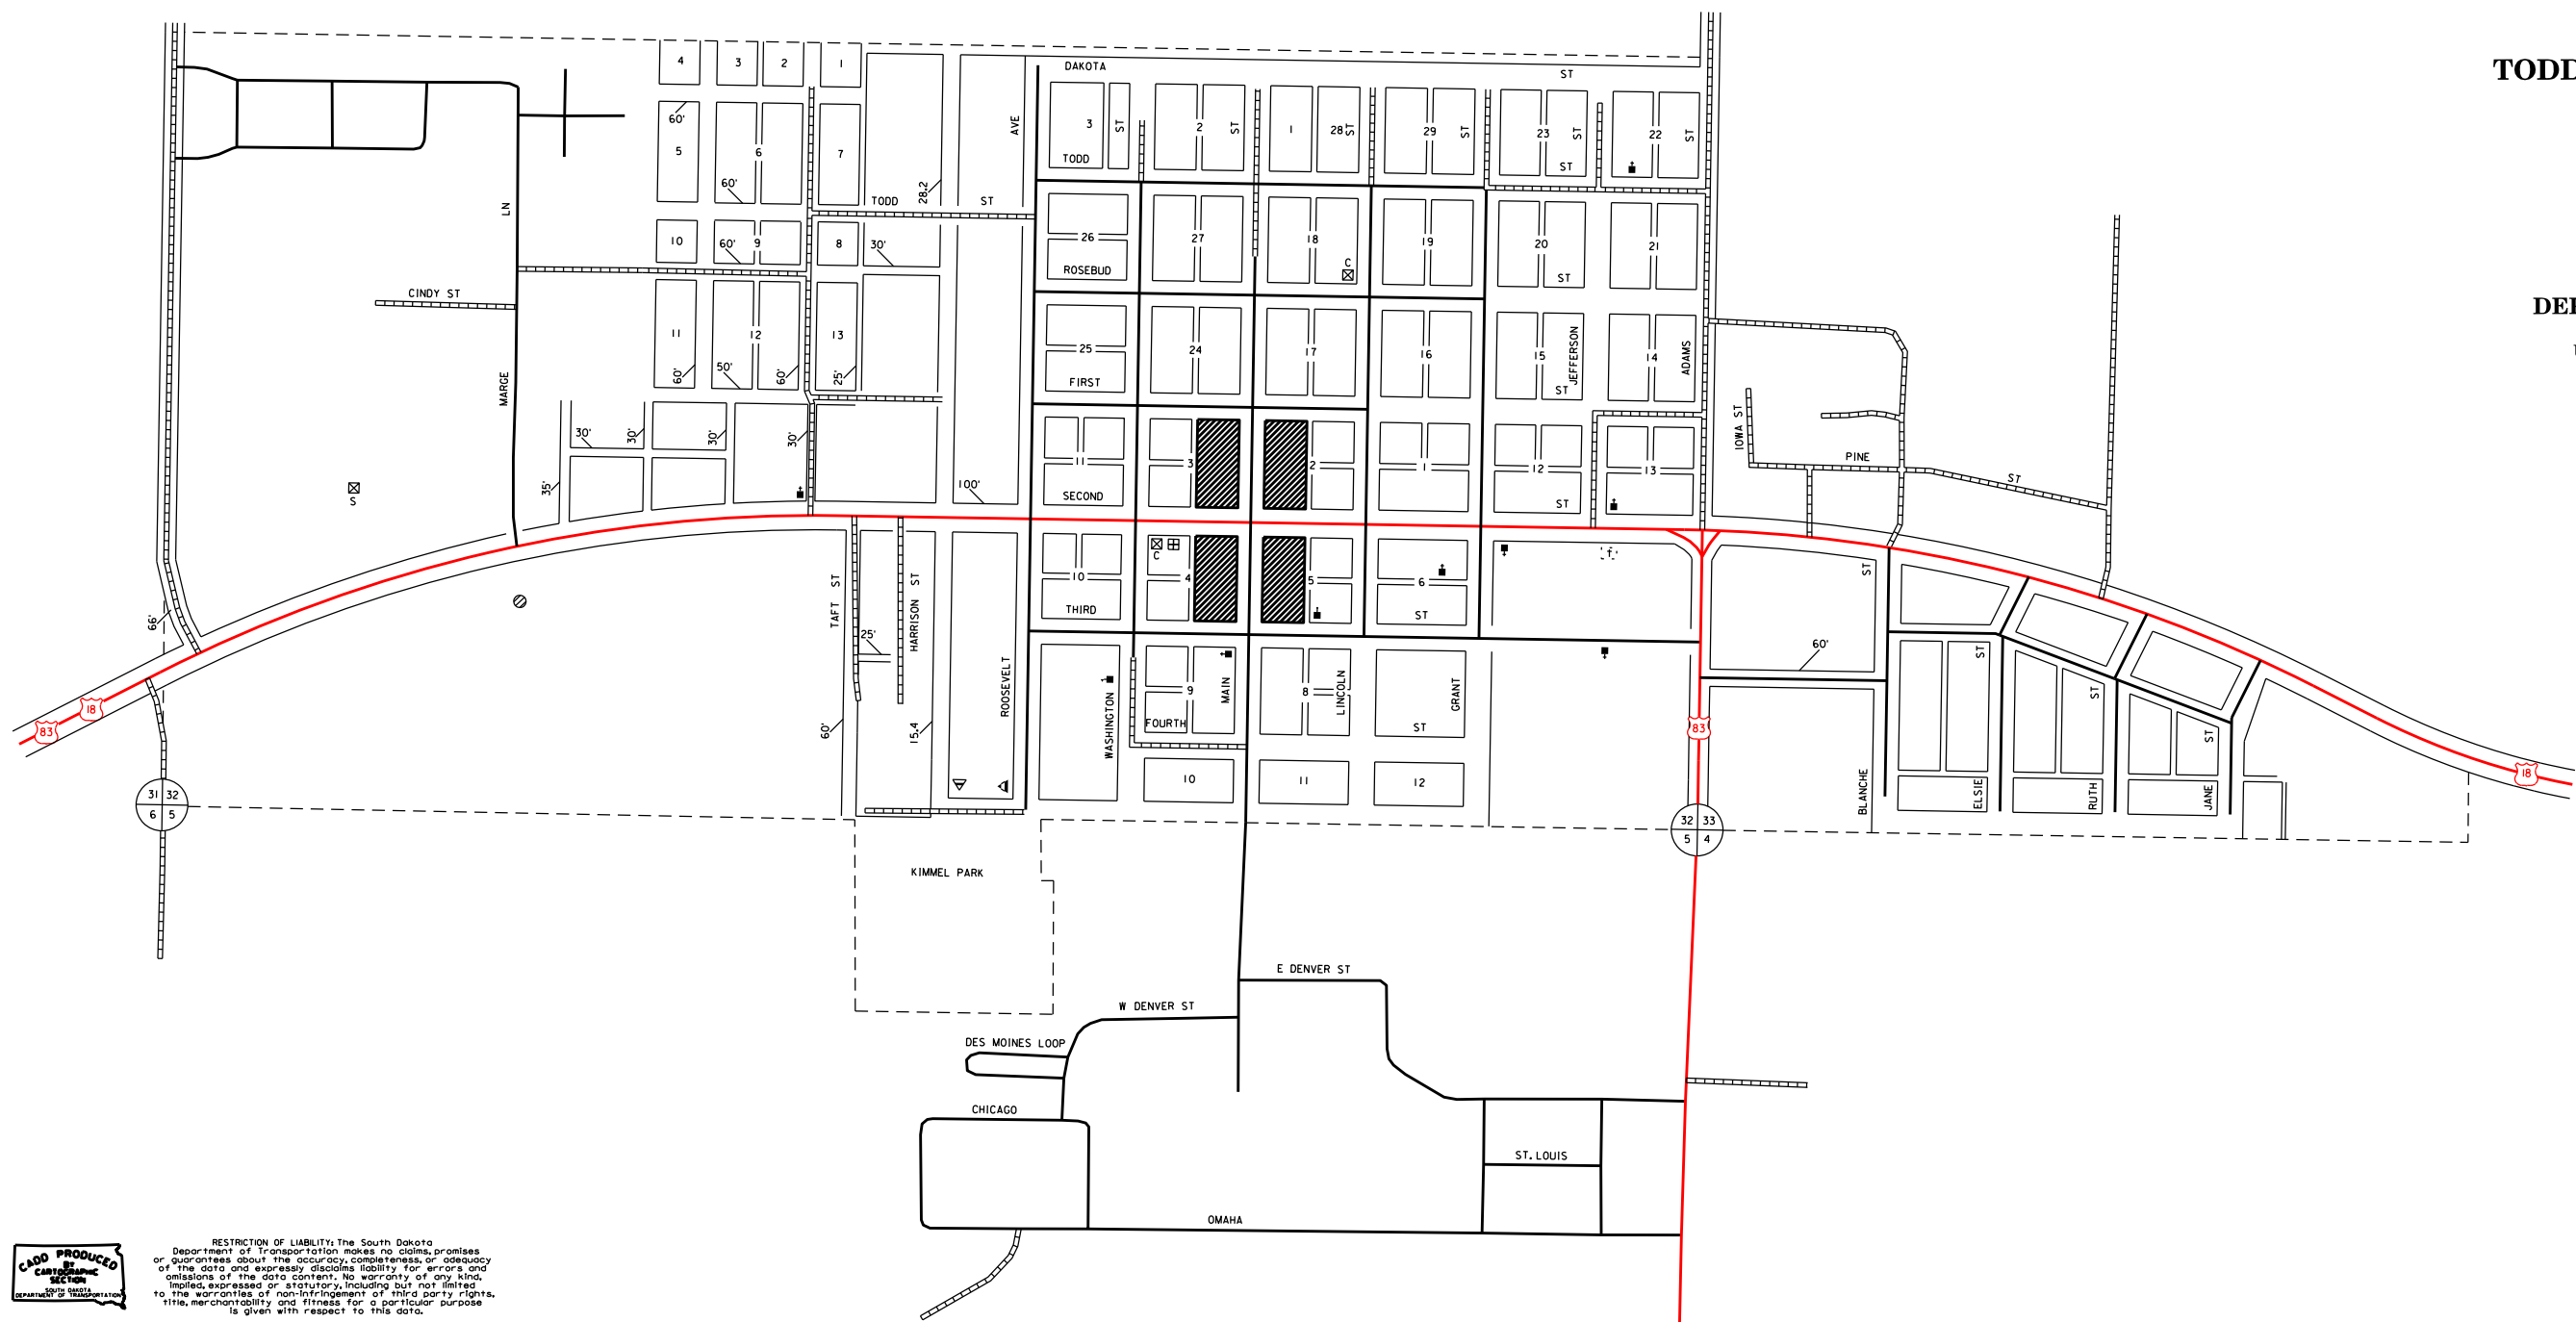 TODD
DEP
DAKOTA
ST
4
3
2
1
AVE
3
ST
2
ST
1
28
ST
29
ST
23
ST
22
ST
60'
5
6
7
60'
28.2
TODD
ST
TODD
ST
LN
10
60'
9
8
30'
26
27
18
19
20
21
ROSEBUD
C
ST
CINDY ST
11
12
13
25
24
17
16
15
14
JEFFERSON
ADAMS
MARGE
60'
50'
60'
25'
FIRST
ST
IOWA ST
30'
30'
30'
30'
11
3
2
1
12
13
PINE
ST
35'
100'
SECOND
ST
S
C
10
4
5
6
ST
TAFT ST
HARRISON ST
THIRD
ST
66'
25'
60'
ST
ROOSEVELT
WASHINGTON
9
MAIN
8
LINCOLN
GRANT
ST
ST
60'
15.4
FOURTH
ST
18
83
83
18
10
11
12
BLANCHE
ELSIE
RUTH
JANE
31 32
6 5
32 33
5 4
KIMMEL PARK
E DENVER ST
W DENVER ST
DES MOINES LOOP
CHICAGO
ST. LOUIS
OMAHA
CADD PRODUCED
BY
CARTOGRAPHIC
SECTION
SOUTH DAKOTA
DEPARTMENT OF TRANSPORTATION
RESTRICTION OF LIABILITY: The South Dakota
Department of Transportation makes no claims, promises
or guarantees about the accuracy, completeness, or adequacy
of the data and expressly disclaims liability for errors and
omissions of the data content. No warranty of any kind,
implied, expressed or statutory, including but not limited
to the warranties of non-infringement of third party rights,
title, merchantability and fitness for a particular purpose
is given with respect to this data.